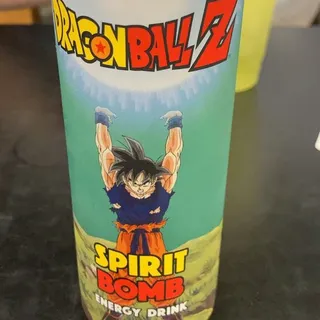 DRAGON BALL Z
SPIRIT
BOMB
ENERGY DRINK